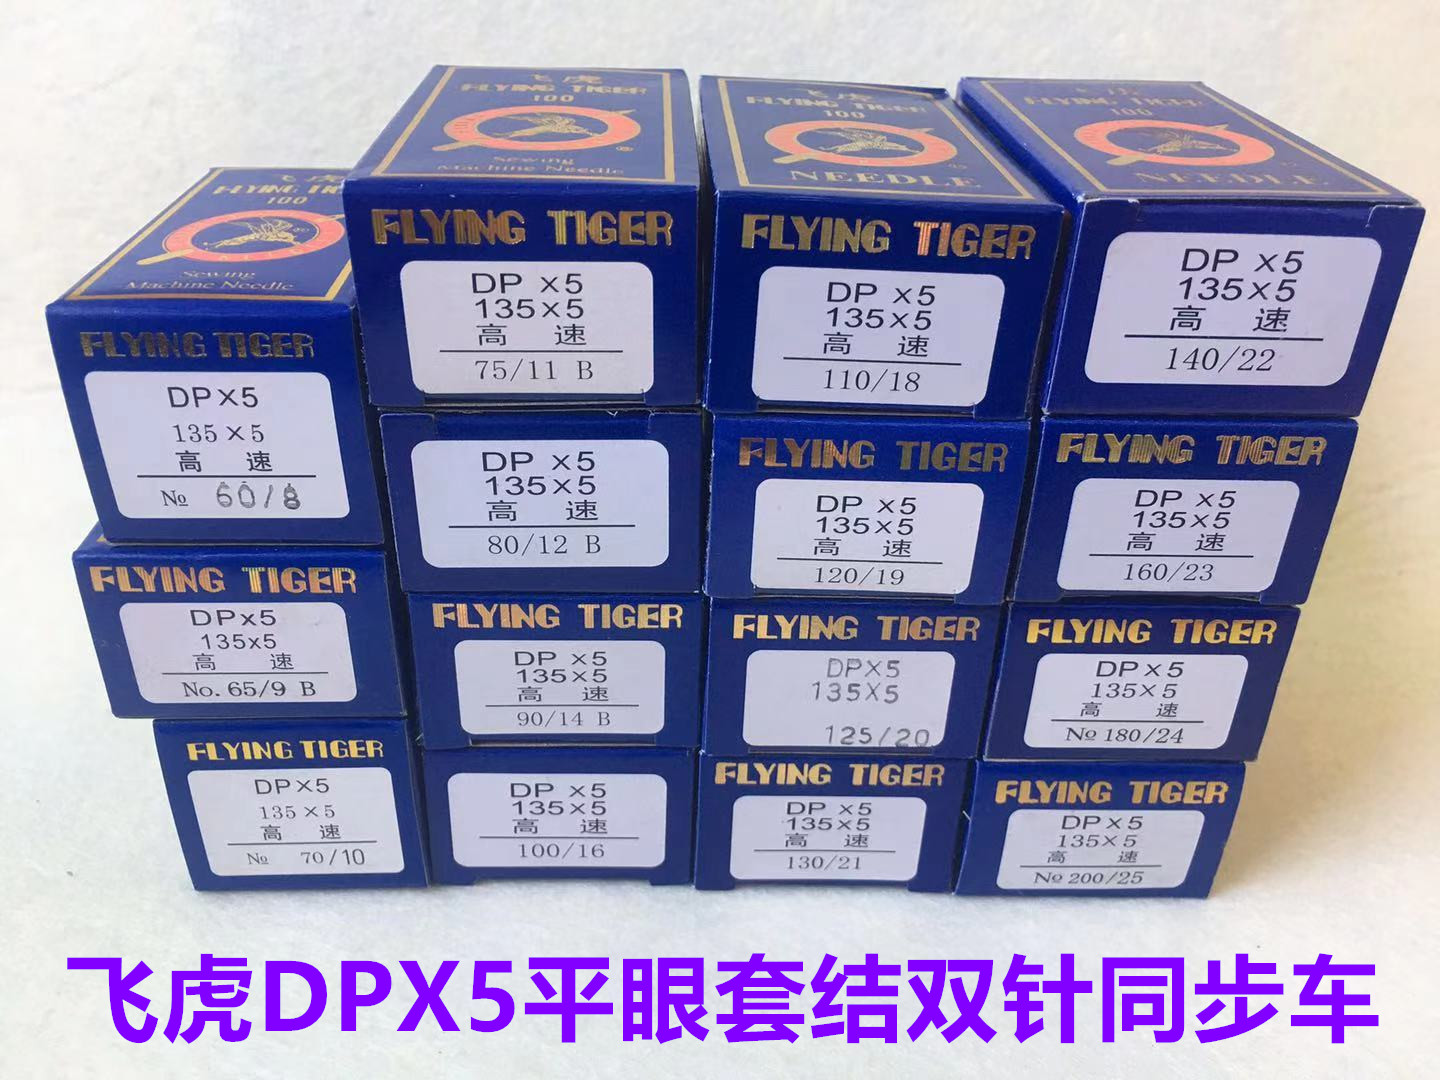 飞虎
FLYING TIGER
100
Sewing
Machine Needle
FLYING TIGER
DP ×5
135×5
高 速
75/11 B
飞虎
FLYING TIGER
100
NEEDLE
FLYING TIGER
DP ×5
135×5
高 速
110/18
FLYING TIGER
100
NEEDLE
DP ×5
135×5
高 速
140/22
飞虎
FLYING TIG
100
Sewing
Machine Needle
FLYING TIGER
DP×5
135×5
高 速
№ 60/8
DP ×5
135×5
高 速
80/12 B
FLYING TIGER
DP ×5
135×5
高 速
120/19
FLYING TIGER
DP ×5
135×5
高 速
160/23
FLYING TIGER
DPx5
135x5
高 速
No. 65/9 B
FLYING TIGER
DP ×5
135×5
高 速
90/14 B
FLYING TIGER
DPX5
135X5
125/20
FLYING TIGER
DP×5
135×5
高 速
№ 180/24
FLYING TIGER
DP×5
135×5
高 速
№ 70/10
DP ×5
135×5
高 速
100/16
FLYING TIGER
DP ×5
135×5
高 速
130/21
FLYING TIGER
DP×5
135×5
高 速
№ 200/25
飞虎DPX5平眼套结双针同步车